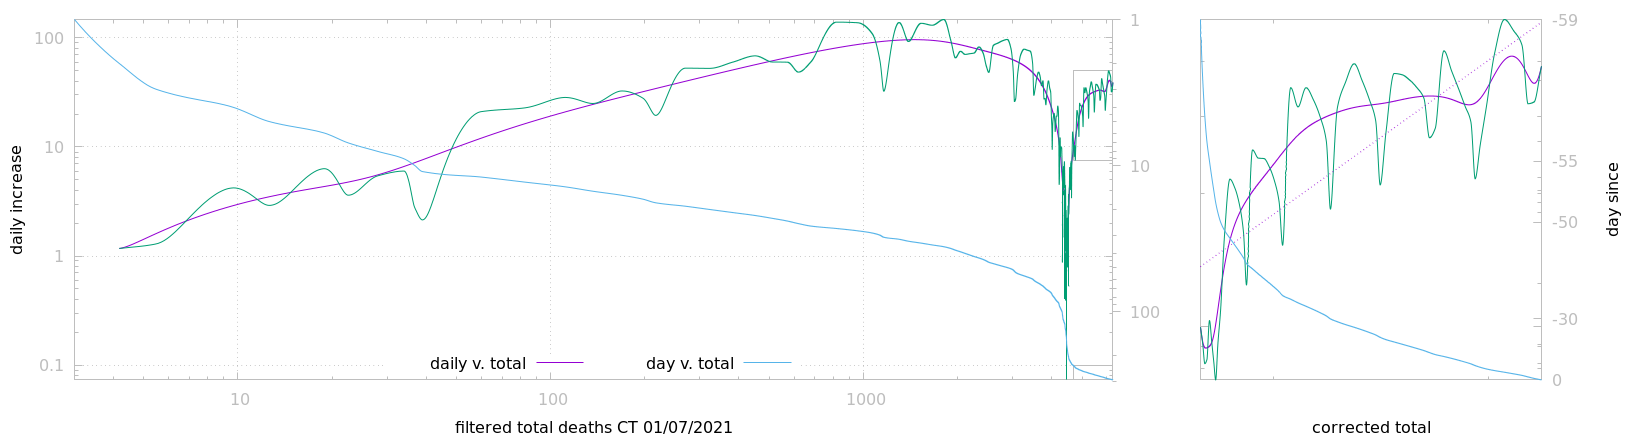 100
10
1
0.1
daily increase
daily v. total
day v. total
10
100
1000
filtered total deaths CT 01/07/2021
1
10
100
-59
-55
-50
-30
0
day since
corrected total